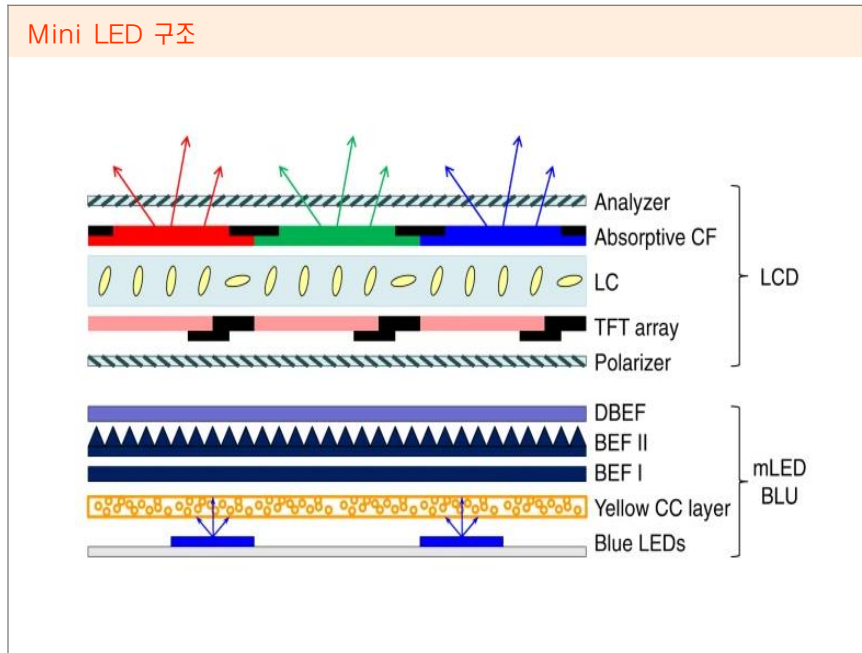 Mini LED 구조
Analyzer
Absorptive CF
LC
TFT array
Polarizer
LCD
DBEF
BEF II
BEF I
Yellow CC layer
Blue LEDs
mLED
BLU